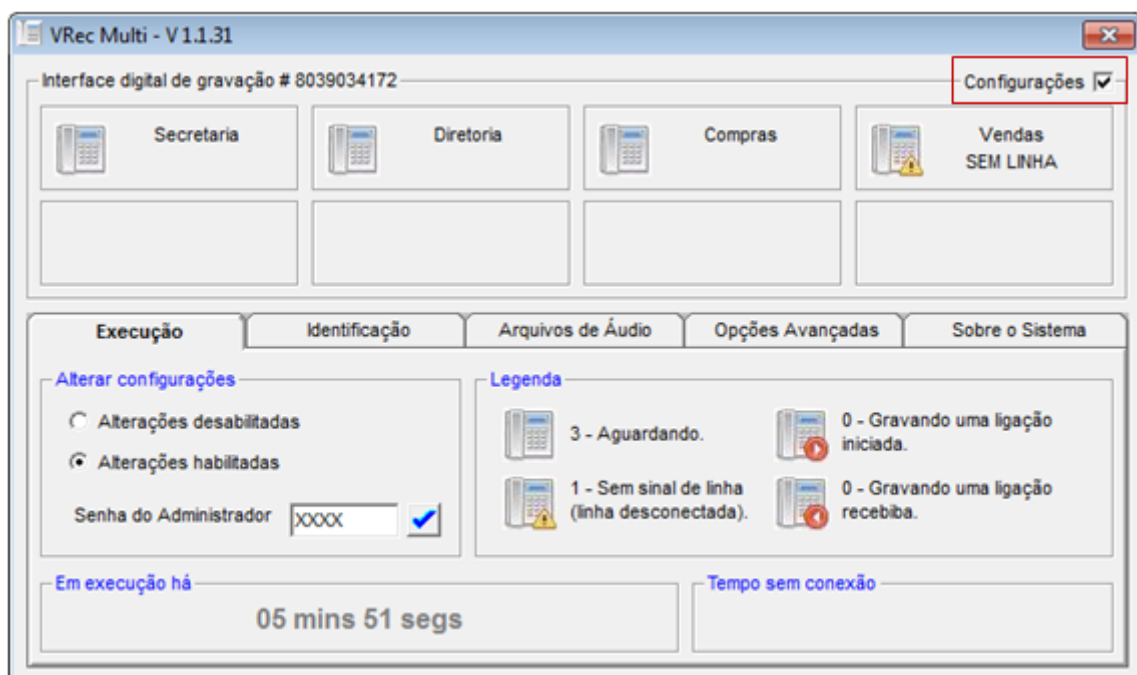 VRec Multi - V 1.1.31
Interface digital de gravação # 8039034172
Configurações
Secretaria
Diretoria
Compras
Vendas
SEM LINHA
Execução
Identificação
Arquivos de Áudio
Opções Avançadas
Sobre o Sistema
Alterar configurações
Alterações desabilitadas
Alterações habilitadas
Senha do Administrador
XXXX
Legenda
3 - Aguardando.
0 - Gravando uma ligação
iniciada.
1 - Sem sinal de linha
(linha desconectada).
0 - Gravando uma ligação
recebiba.
Em execução há
05 mins 51 segs
Tempo sem conexão